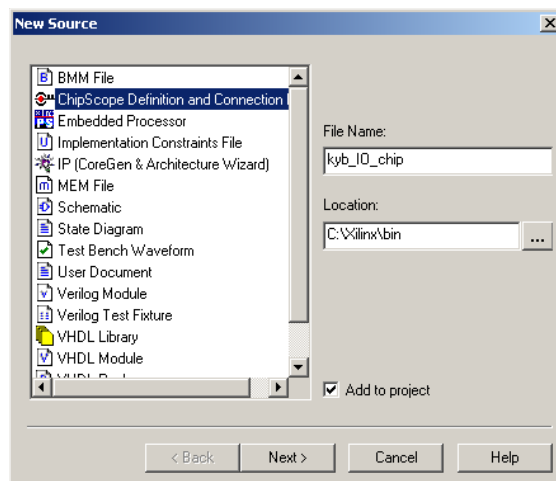 New Source
BMM File
ChipScope Definition and Connection
Embedded Processor
Implementation Constraints File
IP (CoreGen & Architecture Wizard)
MEM File
Schematic
State Diagram
Test Bench Waveform
User Document
Verilog Module
Verilog Test Fixture
VHDL Library
VHDL Module
File Name:
kyb_IO_chip
Location:
C:\Xilinx\bin
...
Add to project
< Back
Next >
Cancel
Help